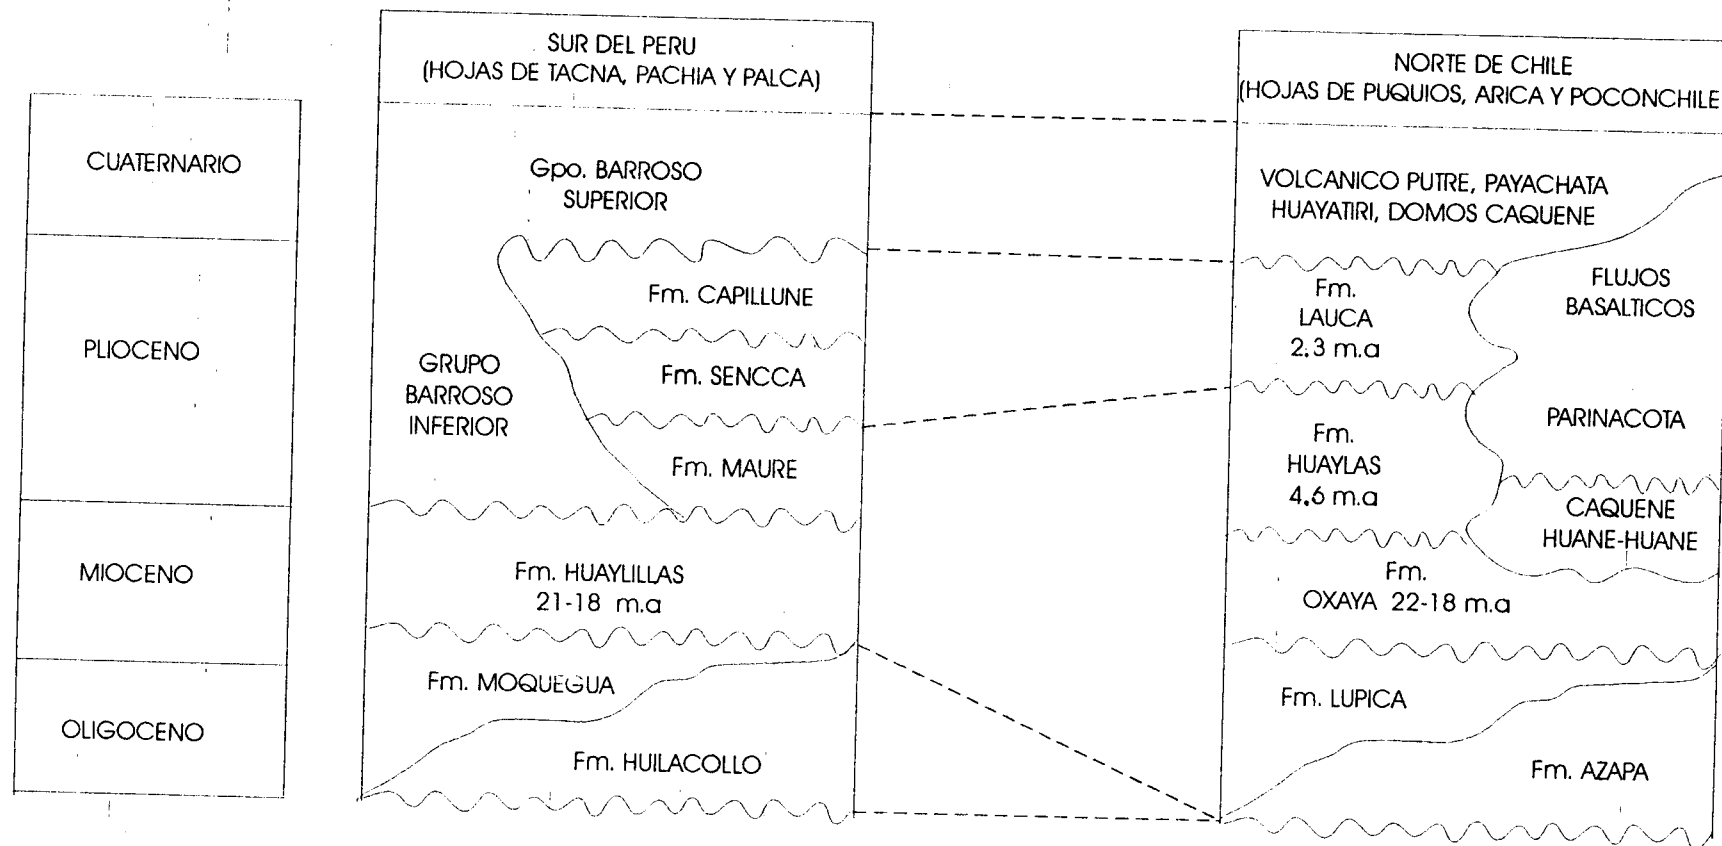 SUR DEL PERU
(HOJAS DE TACNA, PACHIA Y PALCA)
NORTE DE CHILE
(HOJAS DE PUQUIOS, ARICA Y POCONCHILE
CUATERNARIO
PLIOCENO
MIOCENO
OLIGOCENO
Gpo. BARROSO
SUPERIOR
Fm. CAPILLUNE
Fm. SENCCA
Fm. MAURE
GRUPO
BARROSO
INFERIOR
Fm. HUAYLILLAS
21-18 m.a
Fm. MOQUEGUA
Fm. HUILACOLLO
VOLCANICO PUTRE, PAYACHATA
HUAYATIRI, DOMOS CAQUENE
Fm.
LAUCA
2.3 m.a
FLUJOS
BASALTICOS
Fm.
HUAYLAS
4.6 m.a
PARINACOTA
CAQUENE
HUANE-HUANE
Fm.
OXAYA 22-18 m.a
Fm. LUPICA
Fm. AZAPA